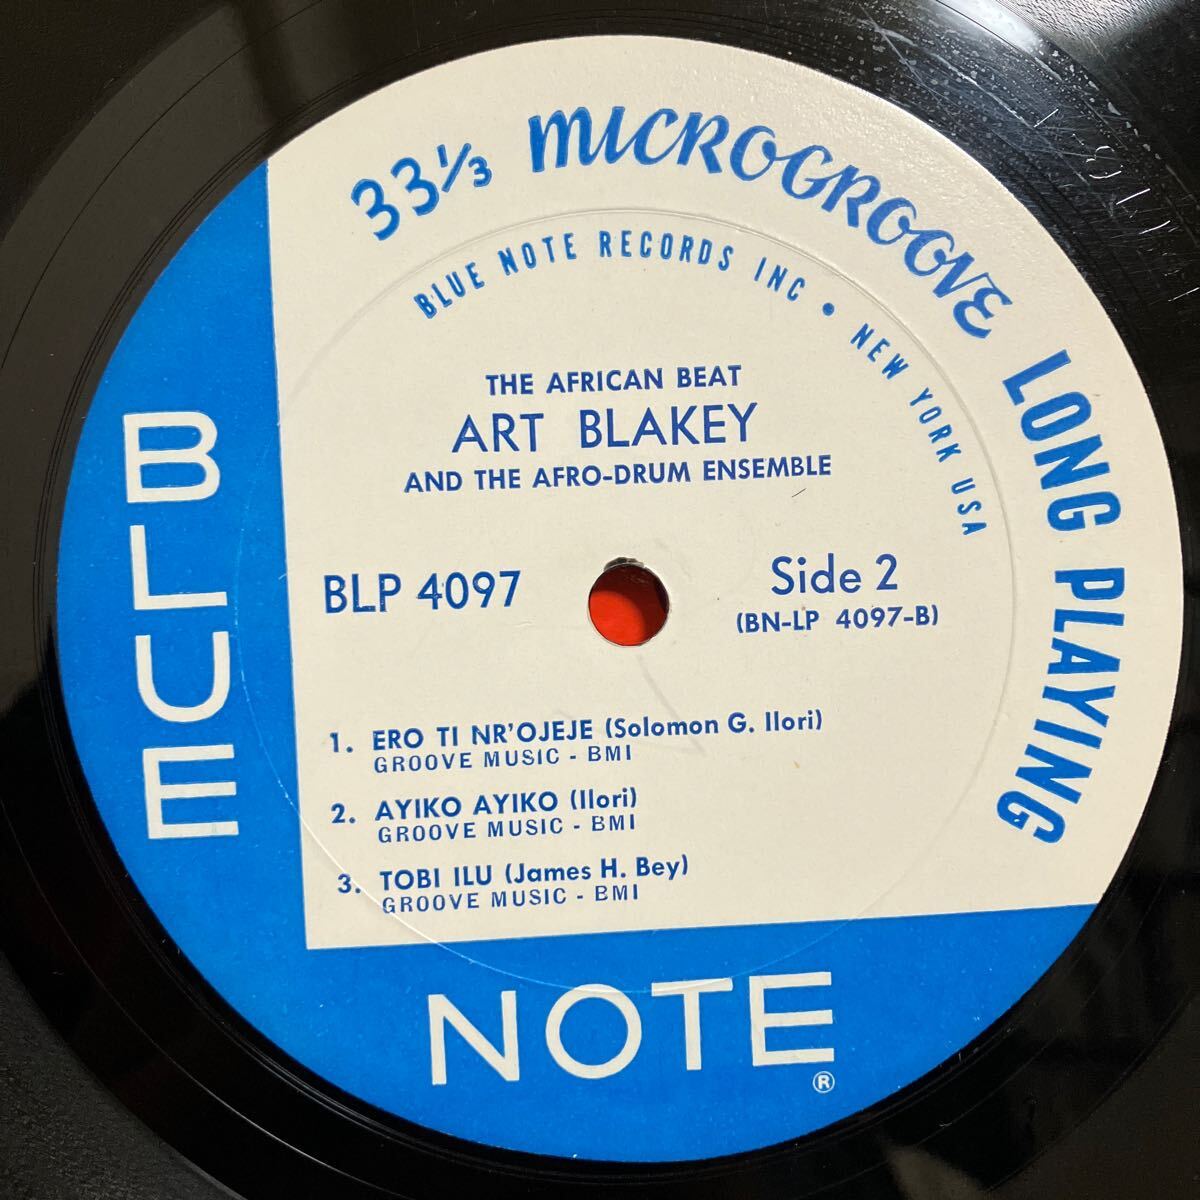 33 1/3 MICROGROOVE LONG PLAYING
BLUE NOTE RECORDS INC • NEW YORK USA
THE AFRICAN BEAT
ART BLAKEY
AND THE AFRO-DRUM ENSEMBLE
BLP 4097
Side 2
(BN-LP 4097-B)
1. ERO TI NR'OJEJE (Solomon G. Ilori)
GROOVE MUSIC - BMI
2. AYIKO AYIKO (Ilori)
GROOVE MUSIC - BMI
3. TOBI ILU (James H. Bey)
GROOVE MUSIC - BMI
BLUE
NOTE ®